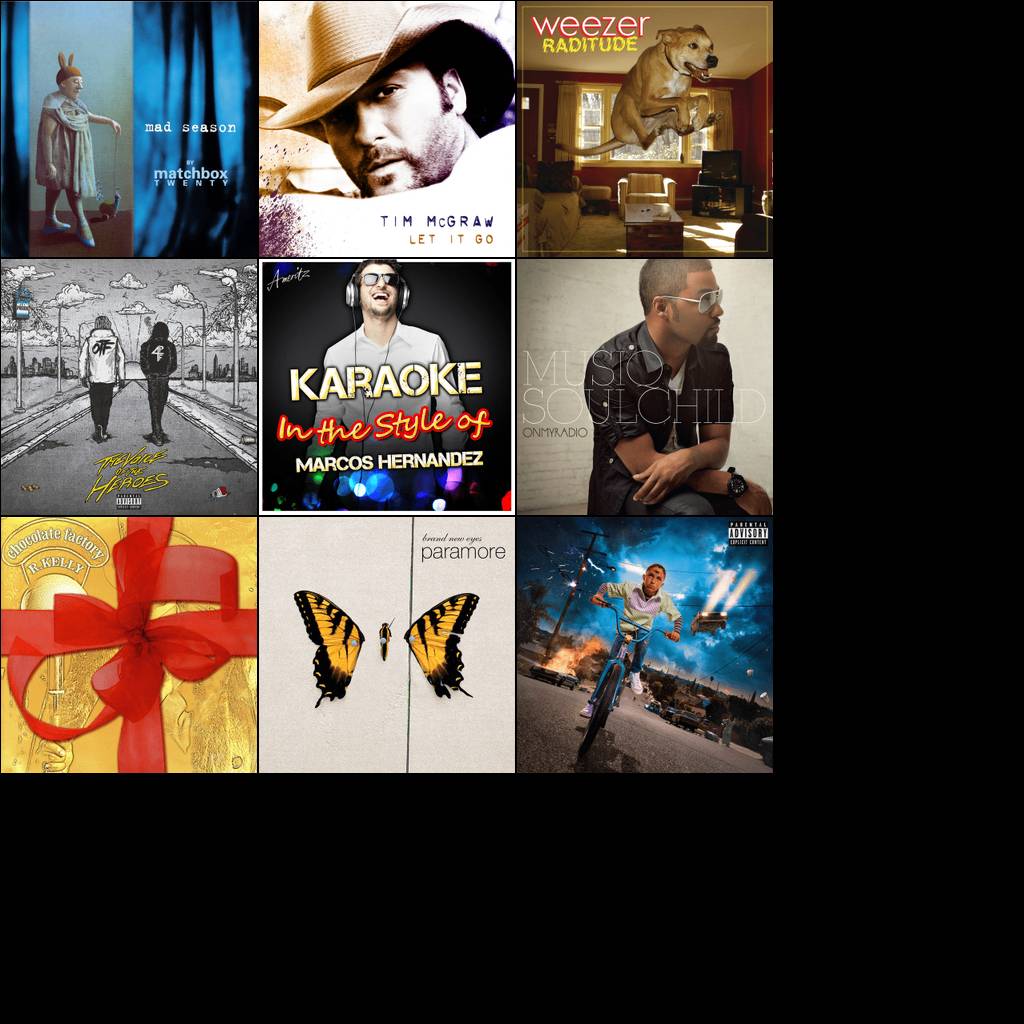 mad season
BY
matchbox
TWENTY
TIM McGRAW
LET IT GO
weezer
RADITUDE
OTF
4PF
THE VOICE
OF THE
HEROES
PARENTAL
ADVISORY
EXPLICIT CONTENT
Ameritz
KARAOKE
In the Style of
MARCOS HERNANDEZ
MUSIQ
SOULCHILD
ONMYRADIO
chocolate factory
R. KELLY
brand new eyes
paramore
PARENTAL
ADVISORY
EXPLICIT CONTENT